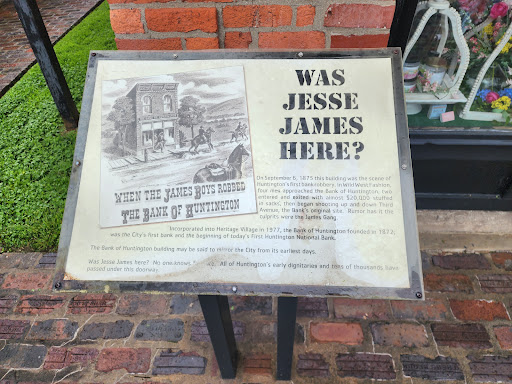 WAS
JESSE
JAMES
HERE?
WHEN THE JAMES BOYS ROBBED
THE BANK OF HUNTINGTON
On September 6, 1875 this building was the scene of
Huntington's first bank robbery. In Wild West fashion,
four men approached the Bank of Huntington, two
entered and exited with almost $20,000 stuffed
in sacks, then began shooting up and down Third
Avenue, the Bank's original site. Rumor has it the
culprits were the James Gang.
Incorporated into Heritage Village in 1977, the Bank of Huntington founded in 1872,
was the City's first bank and the beginning of today's First Huntington National Bank.
The Bank of Huntington building may be said to mirror the City from its earliest days.
Was Jesse James here? No one knows. All of Huntington's early dignitaries and tens of thousands have
passed under this doorway.